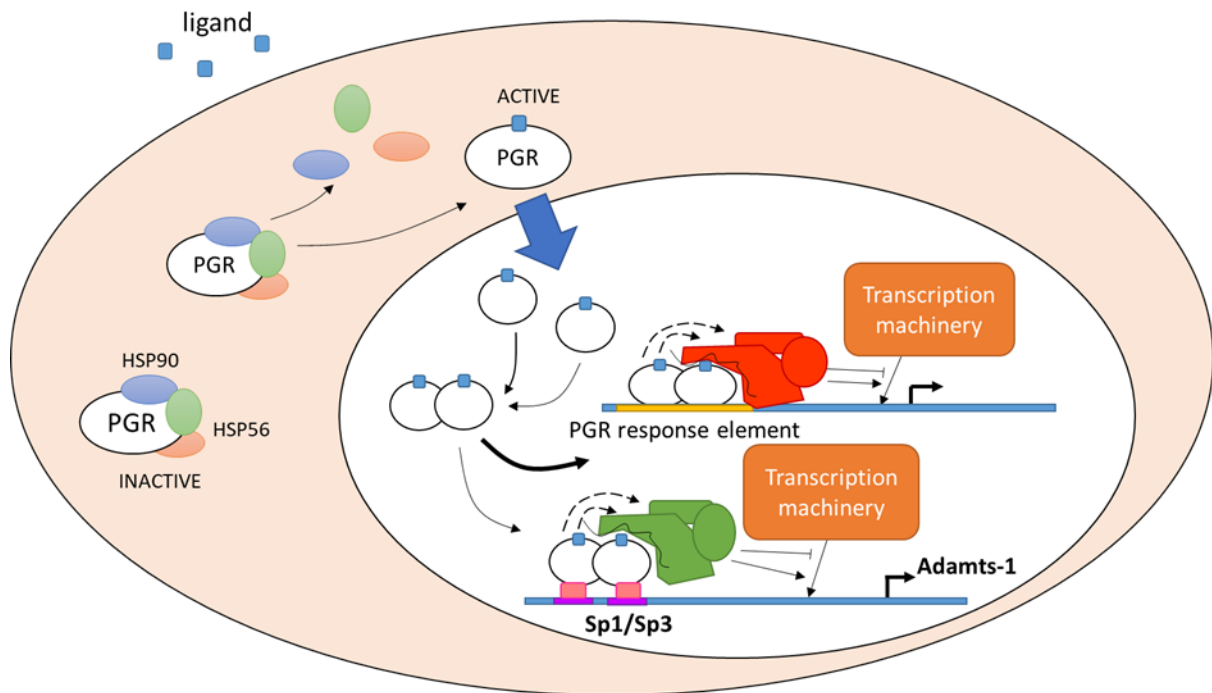 ligand
ACTIVE
PGR
PGR
HSP90
PGR
HSP56
INACTIVE
Transcription
machinery
PGR response element
Transcription
machinery
Adamts-1
Sp1/Sp3